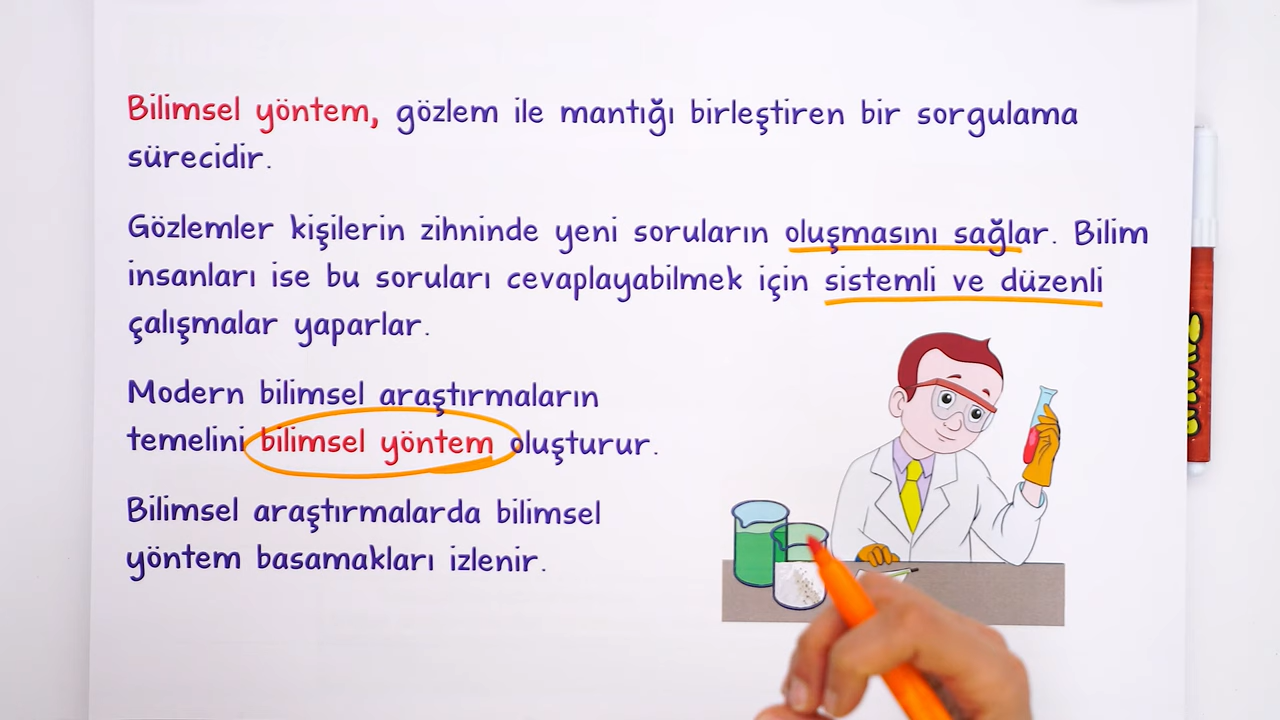 Bilimsel yöntem, gözlem ile mantığı birleştiren bir sorgulama
sürecidir.
Gözlemler kişilerin zihninde yeni soruların oluşmasını sağlar. Bilim
insanları ise bu soruları cevaplayabilmek için sistemli ve düzenli
çalışmalar yaparlar.
Modern bilimsel araştırmaların
temelini bilimsel yöntem oluşturur.
Bilimsel araştırmalarda bilimsel
yöntem basamakları izlenir.